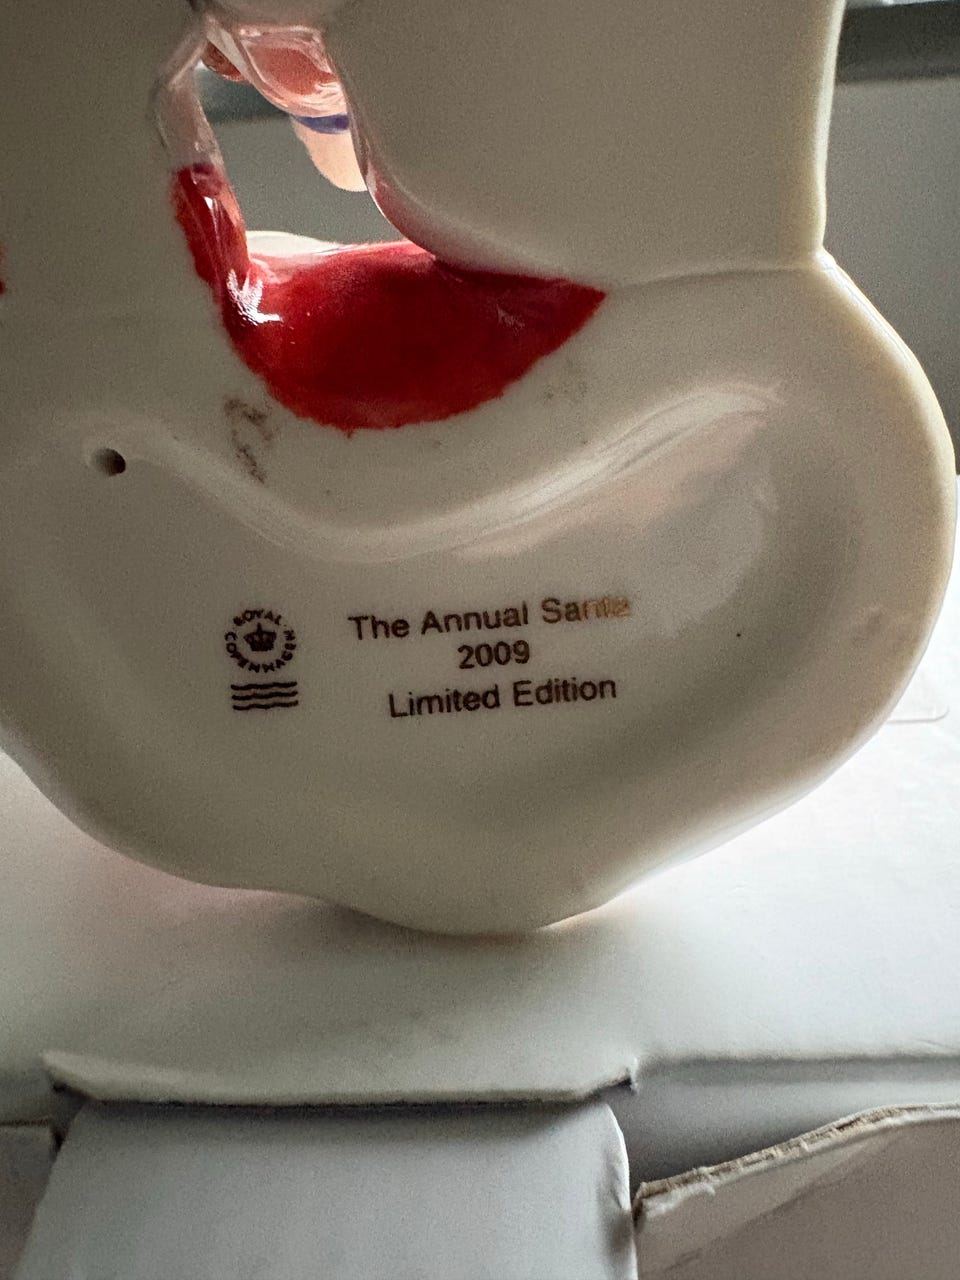 ROYAL COPENHAGEN
The Annual Santa
2009
Limited Edition